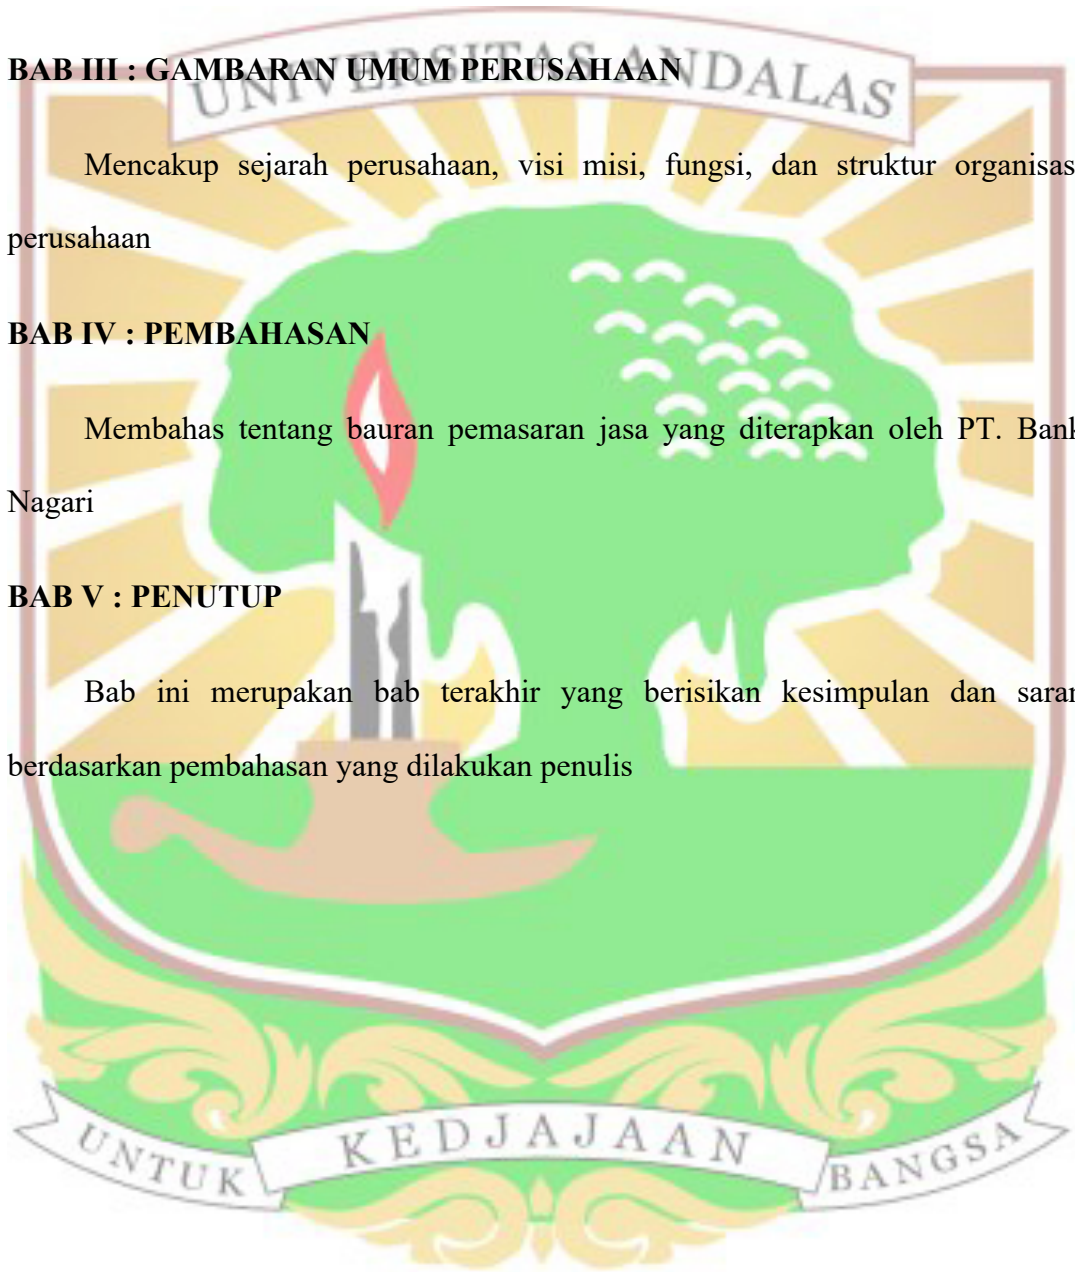 UNIVERSITAS ANDALAS
BAB III : GAMBARAN UMUM PERUSAHAAN
Mencakup sejarah perusahaan, visi misi, fungsi, dan struktur organisas
perusahaan
BAB IV : PEMBAHASAN
Membahas tentang bauran pemasaran jasa yang diterapkan oleh PT. Bank
Nagari
BAB V : PENUTUP
Bab ini merupakan bab terakhir yang berisikan kesimpulan dan saran
berdasarkan pembahasan yang dilakukan penulis
UNTUK KEDJAJAAN BANGSA